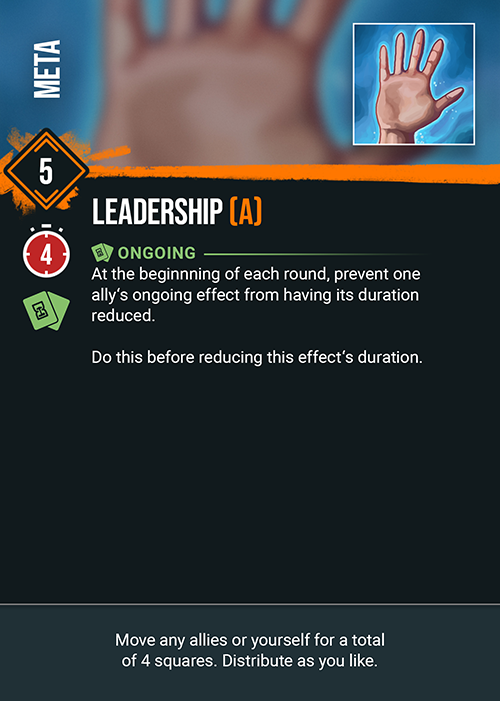 META
5
LEADERSHIP (A)
4
ONGOING
At the beginnning of each round, prevent one
ally‘s ongoing effect from having its duration
reduced.
Do this before reducing this effect‘s duration.
Move any allies or yourself for a total
of 4 squares. Distribute as you like.